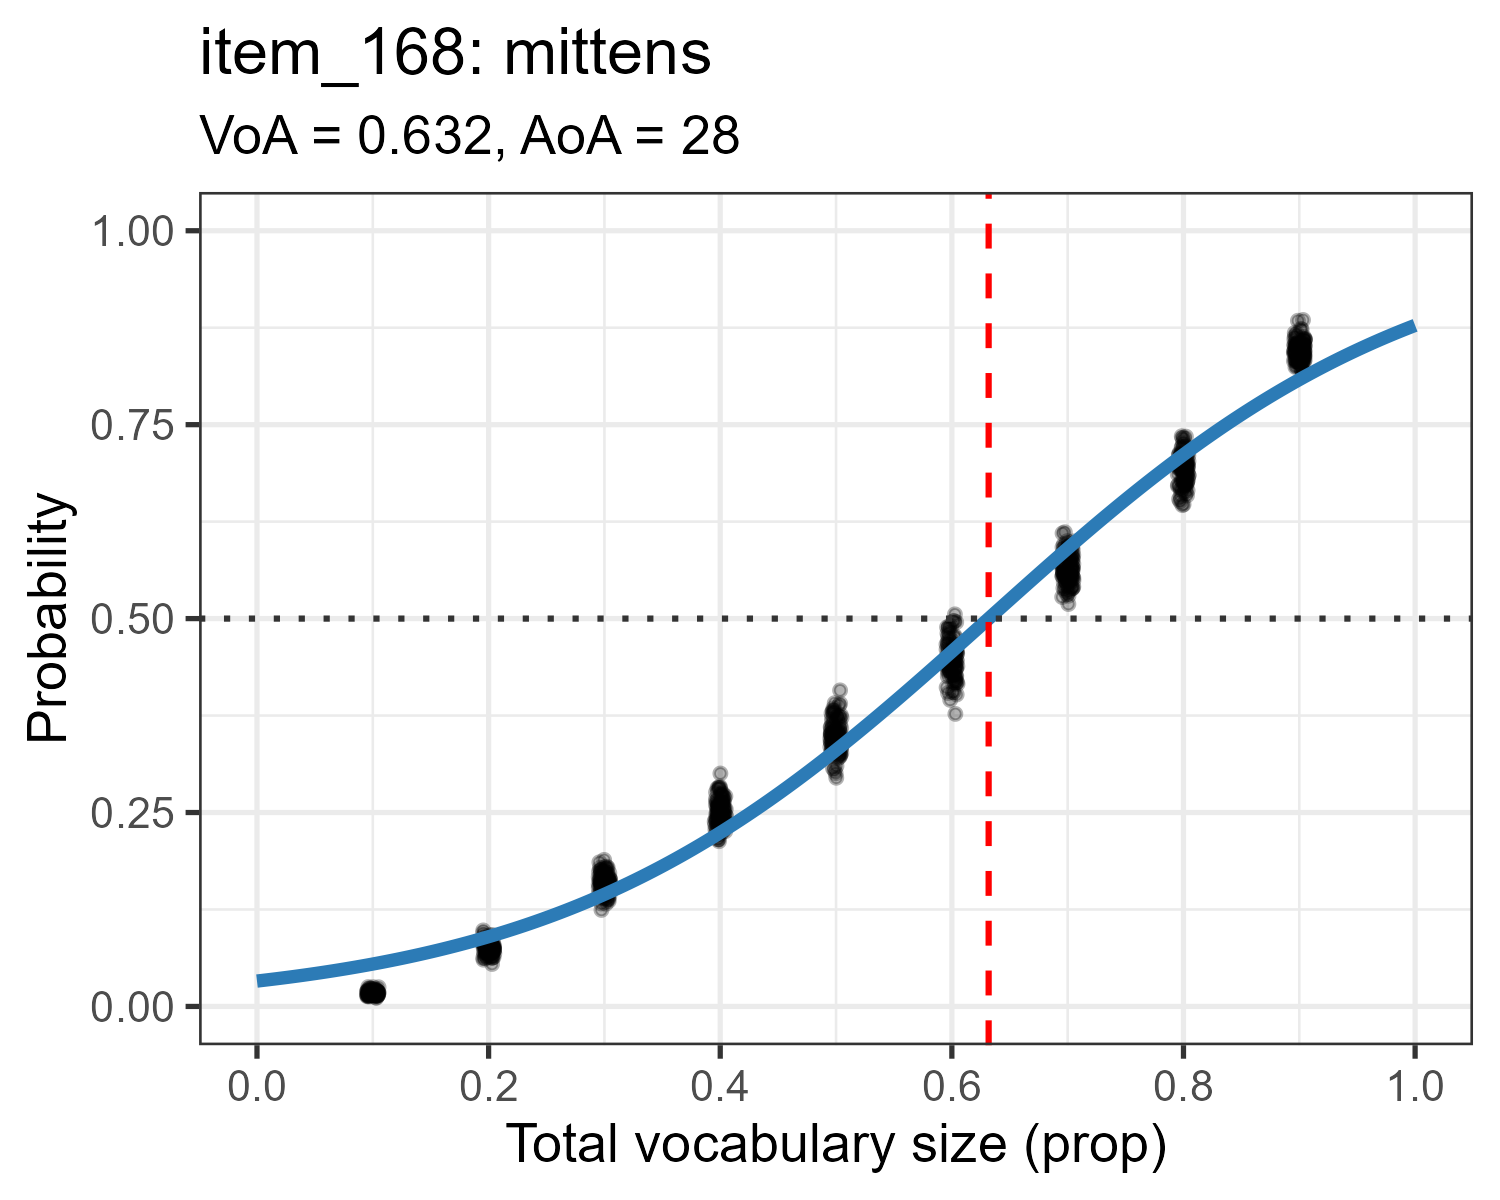 item_168: mittens
VoA = 0.632, AoA = 28
1.00
0.75
0.50
0.25
0.00
Probability
0.0 0.2 0.4 0.6 0.8 1.0
Total vocabulary size (prop)